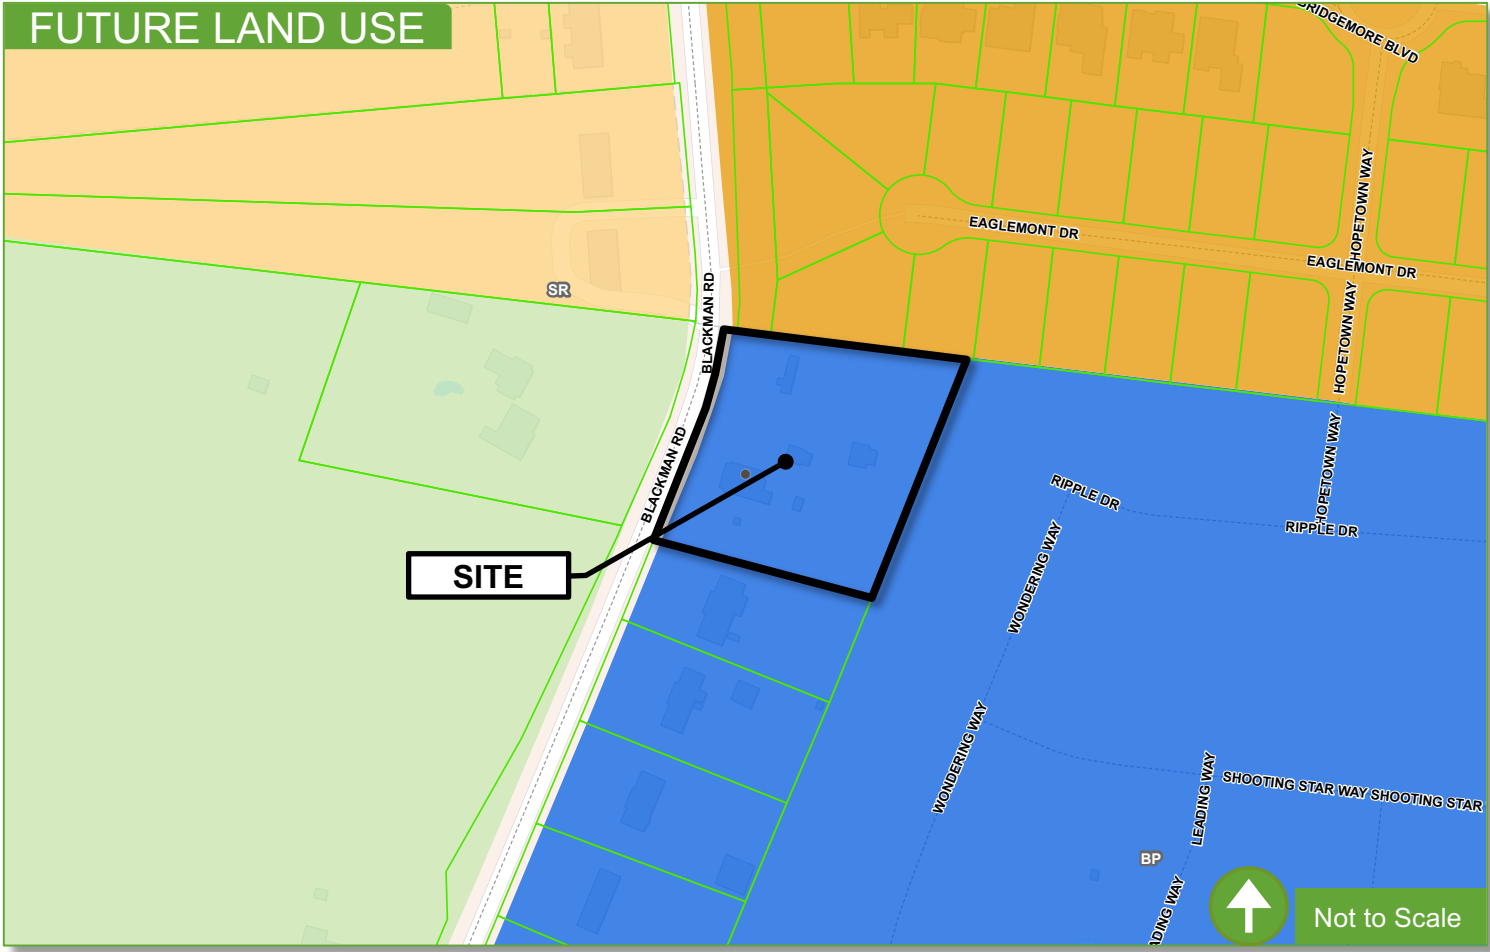 FUTURE LAND USE
BRIDGEMORE BLVD
HOPETOWN WAY
EAGLEMONT DR
EAGLEMONT DR
SR
BLACKMAN RD
HOPETOWN WAY
BLACKMAN RD
HOPETOWN WAY
RIPPLE DR
RIPPLE DR
WONDERING WAY
SITE
WONDERING WAY
LEADING WAY
SHOOTING STAR WAY SHOOTING STAR
BP
ADING WAY
Not to Scale